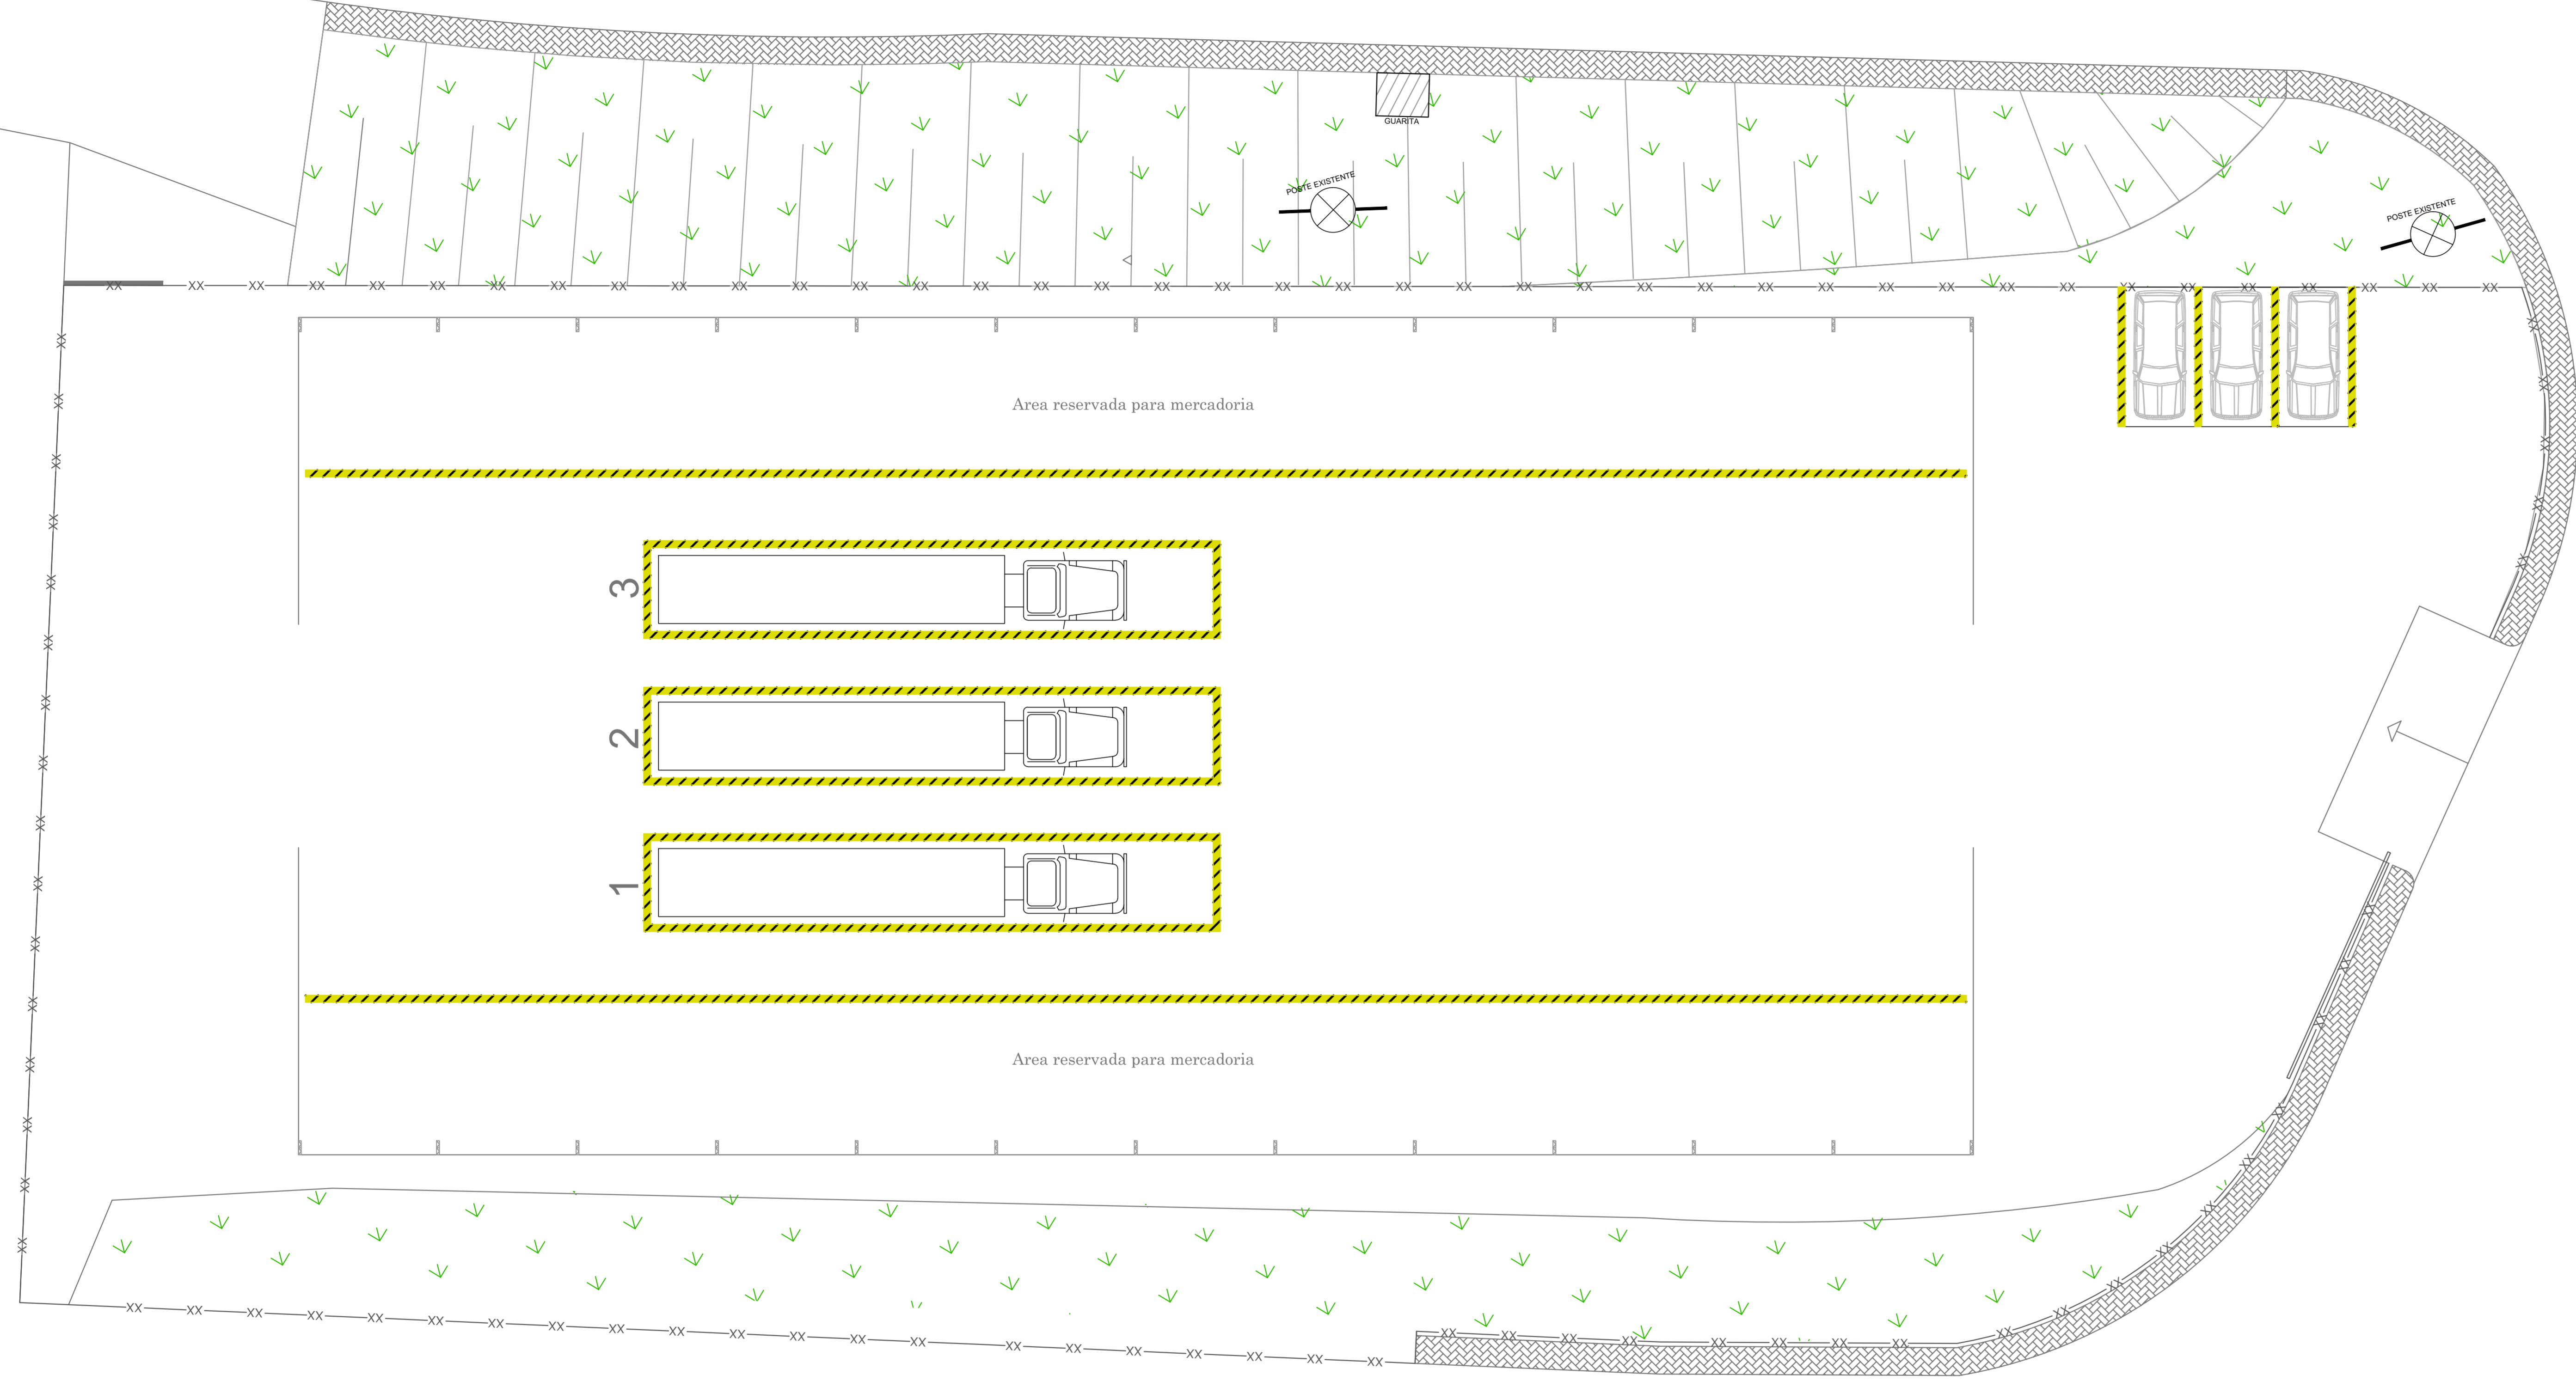 GUARITA
POSTE EXISTENTE
POSTE EXISTENTE
Area reservada para mercadoria
3
2
1
Area reservada para mercadoria